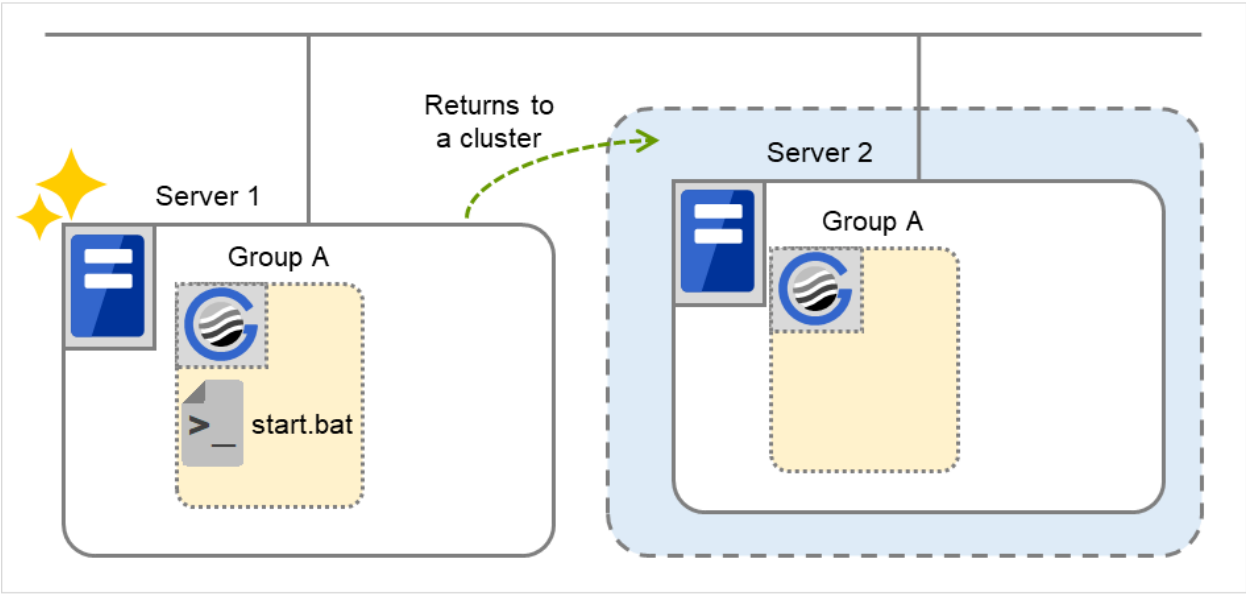 Returns to
a cluster
Server 1
Group A
start.bat
Server 2
Group A